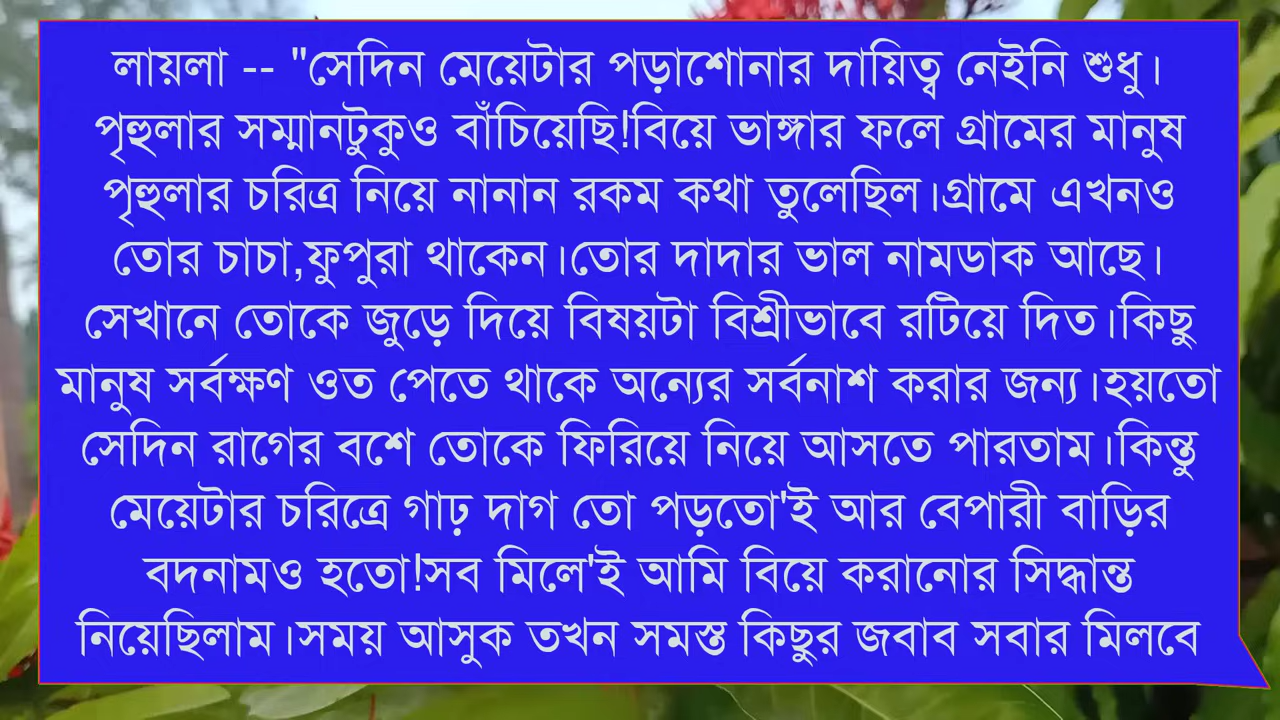 লায়লা -- "সেদিন মেয়েটার পড়াশোনার দায়িত্ব নেইনি শুধু।
পৃহুলার সম্মানটুকুও বাঁচিয়েছি!বিয়ে ভাঙ্গার ফলে গ্রামের মানুষ
পৃহুলার চরিত্র নিয়ে নানান রকম কথা তুলেছিল।গ্রামে এখনও
তোর চাচা,ফুপুরা থাকেন।তোর দাদার ভাল নামডাক আছে।
সেখানে তোকে জুড়ে দিয়ে বিষয়টা বিশ্রীভাবে রটিয়ে দিত।কিছু
মানুষ সর্বক্ষণ ওত পেতে থাকে অন্যের সর্বনাশ করার জন্য।হয়তো
সেদিন রাগের বশে তোকে ফিরিয়ে নিয়ে আসতে পারতাম।কিন্তু
মেয়েটার চরিত্রে গাঢ় দাগ তো পড়তো'ই আর বেপারী বাড়ির
বদনামও হতো!সব মিলে'ই আমি বিয়ে করানোর সিদ্ধান্ত
নিয়েছিলাম।সময় আসুক তখন সমস্ত কিছুর জবাব সবার মিলবে